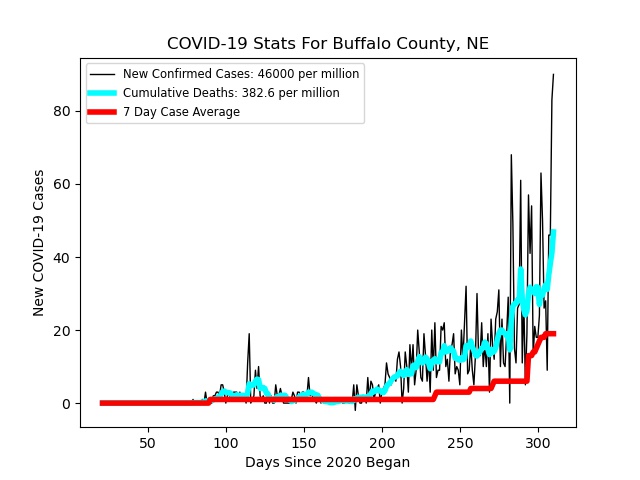 COVID-19 Stats For Buffalo County, NE
New Confirmed Cases: 46000 per million
Cumulative Deaths: 382.6 per million
7 Day Case Average
80
60
40
20
0
New COVID-19 Cases
50 100 150 200 250 300
Days Since 2020 Began